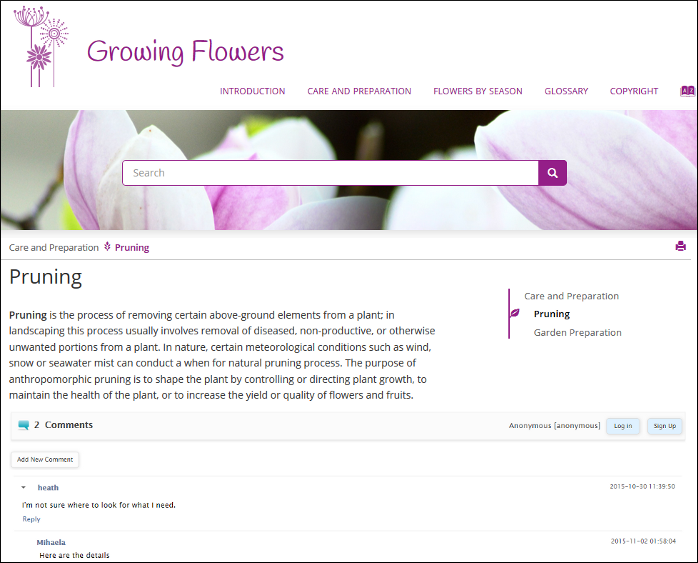 Growing Flowers
INTRODUCTION CARE AND PREPARATION FLOWERS BY SEASON GLOSSARY COPYRIGHT
A Z
Search
Care and Preparation Pruning
Pruning
Care and Preparation
Pruning
Garden Preparation
Pruning is the process of removing certain above-ground elements from a plant; in
landscaping this process usually involves removal of diseased, non-productive, or otherwise
unwanted portions from a plant. In nature, certain meteorological conditions such as wind,
snow or seawater mist can conduct a when for natural pruning process. The purpose of
anthropomorphic pruning is to shape the plant by controlling or directing plant growth, to
maintain the health of the plant, or to increase the yield or quality of flowers and fruits.
2 Comments Anonymous [anonymous] Log in Sign Up
Add New Comment
heath 2015-10-30 11:39:50
I'm not sure where to look for what I need.
Reply
Mihaela 2015-11-02 01:58:04
Here are the details